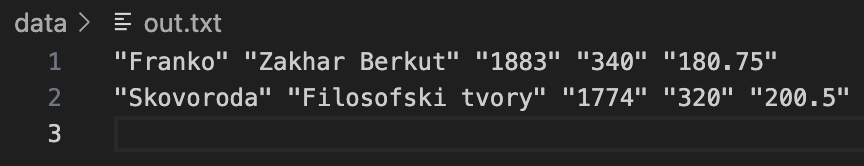 data > out.txt
1 "Franko" "Zakhar Berkut" "1883" "340" "180.75"
2 "Skovoroda" "Filosofski tvory" "1774" "320" "200.5"
3